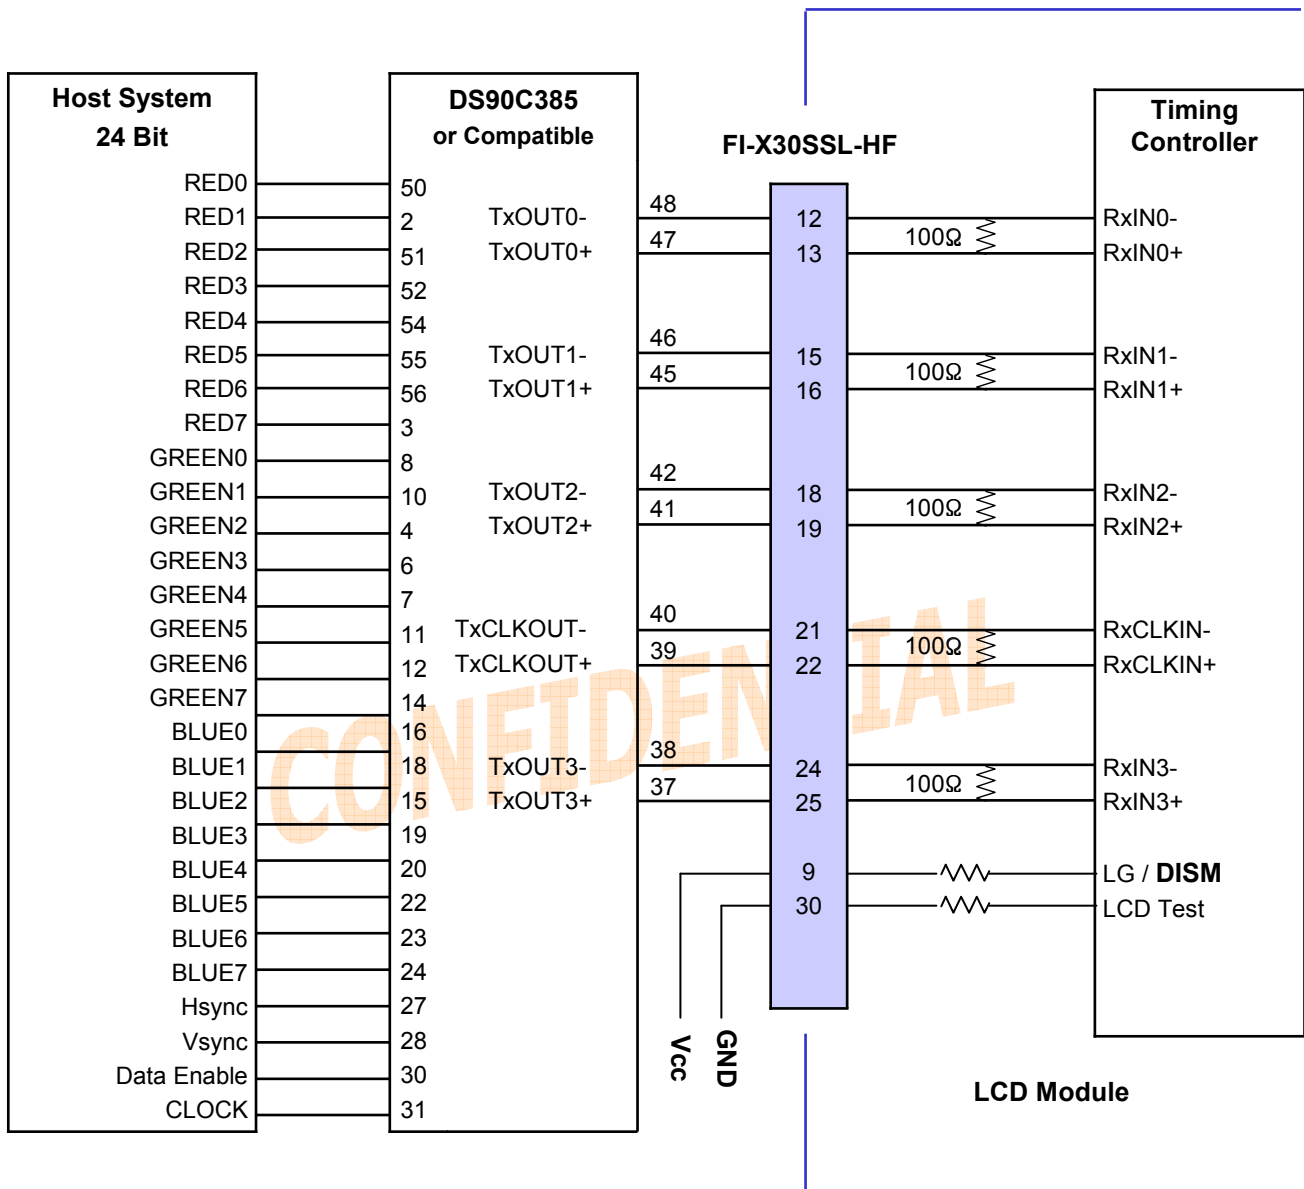 Host System
24 Bit
RED0
RED1
RED2
RED3
RED4
RED5
RED6
RED7
GREEN0
GREEN1
GREEN2
GREEN3
GREEN4
GREEN5
GREEN6
GREEN7
BLUE0
BLUE1
BLUE2
BLUE3
BLUE4
BLUE5
BLUE6
BLUE7
Hsync
Vsync
Data Enable
CLOCK
DS90C385
or Compatible
50
2
51
52
54
55
56
3
8
10
4
6
7
11
12
14
16
18
15
19
20
22
23
24
27
28
30
31
TxOUT0-
TxOUT0+
TxOUT1-
TxOUT1+
TxOUT2-
TxOUT2+
TxCLKOUT-
TxCLKOUT+
TxOUT3-
TxOUT3+
48
47
46
45
42
41
40
39
38
37
FI-X30SSL-HF
12
13
15
16
18
19
21
22
24
25
9
30
Vcc
GND
100Ω
100Ω
100Ω
100Ω
100Ω
Timing
Controller
RxIN0-
RxIN0+
RxIN1-
RxIN1+
RxIN2-
RxIN2+
RxCLKIN-
RxCLKIN+
RxIN3-
RxIN3+
LG / DISM
LCD Test
LCD Module
CONFIDENTIAL